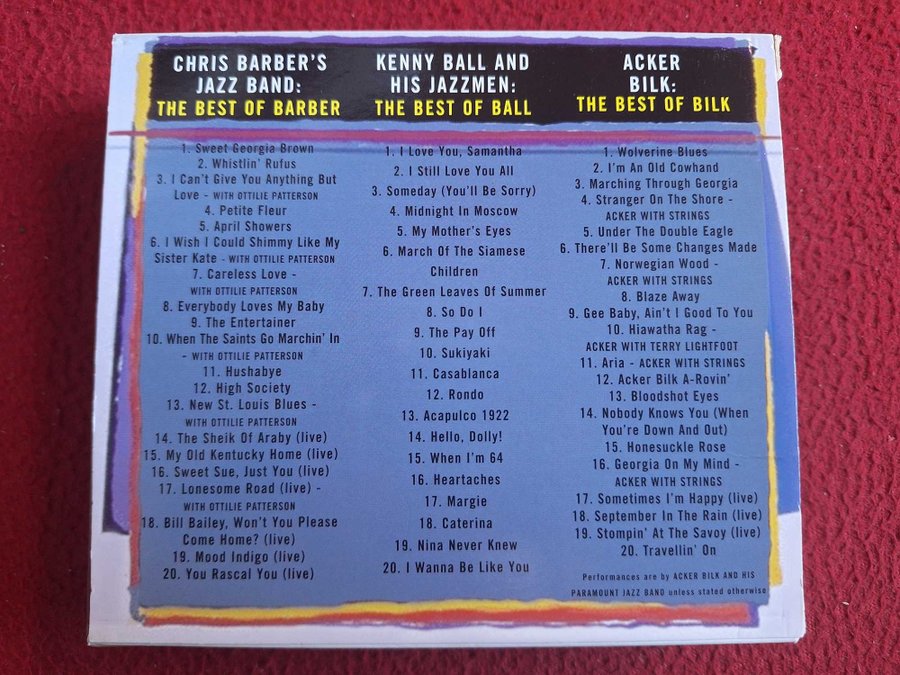 CHRIS BARBER'S
JAZZ BAND:
THE BEST OF BARBER
1. Sweet Georgia Brown
2. Whistlin' Rufus
3. I Can't Give You Anything But
Love - WITH OTTILIE PATTERSON
4. Petite Fleur
5. April Showers
6. I Wish I Could Shimmy Like My
Sister Kate - WITH OTTILIE PATTERSON
7. Careless Love -
WITH OTTILIE PATTERSON
8. Everybody Loves My Baby
9. The Entertainer
10. When The Saints Go Marchin' In
- WITH OTTILIE PATTERSON
11. Hushabye
12. High Society
13. New St. Louis Blues -
WITH OTTILIE PATTERSON
14. The Sheik Of Araby (live)
15. My Old Kentucky Home (live)
16. Sweet Sue, Just You (live)
17. Lonesome Road (live) -
WITH OTTILIE PATTERSON
18. Bill Bailey, Won't You Please
Come Home? (live)
19. Mood Indigo (live)
20. You Rascal You (live)
KENNY BALL AND
HIS JAZZMEN:
THE BEST OF BALL
1. I Love You, Samantha
2. I Still Love You All
3. Someday (You'll Be Sorry)
4. Midnight In Moscow
5. My Mother's Eyes
6. March Of The Siamese
Children
7. The Green Leaves Of Summer
8. So Do I
9. The Pay Off
10. Sukiyaki
11. Casablanca
12. Rondo
13. Acapulco 1922
14. Hello, Dolly!
15. When I'm 64
16. Heartaches
17. Margie
18. Caterina
19. Nina Never Knew
20. I Wanna Be Like You
ACKER
BILK:
THE BEST OF BILK
1. Wolverine Blues
2. I'm An Old Cowhand
3. Marching Through Georgia
4. Stranger On The Shore -
ACKER WITH STRINGS
5. Under The Double Eagle
6. There'll Be Some Changes Made
7. Norwegian Wood -
ACKER WITH STRINGS
8. Blaze Away
9. Gee Baby, Ain't I Good To You
10. Hiawatha Rag -
ACKER WITH TERRY LIGHTFOOT
11. Aria - ACKER WITH STRINGS
12. Acker Bilk A-Rovin'
13. Bloodshot Eyes
14. Nobody Knows You (When
You're Down And Out)
15. Honesuckle Rose
16. Georgia On My Mind -
ACKER WITH STRINGS
17. Sometimes I'm Happy (live)
18. September In The Rain (live)
19. Stompin' At The Savoy (live)
20. Travellin' On
Performances are by ACKER BILK AND HIS
PARAMOUNT JAZZ BAND unless stated otherwise